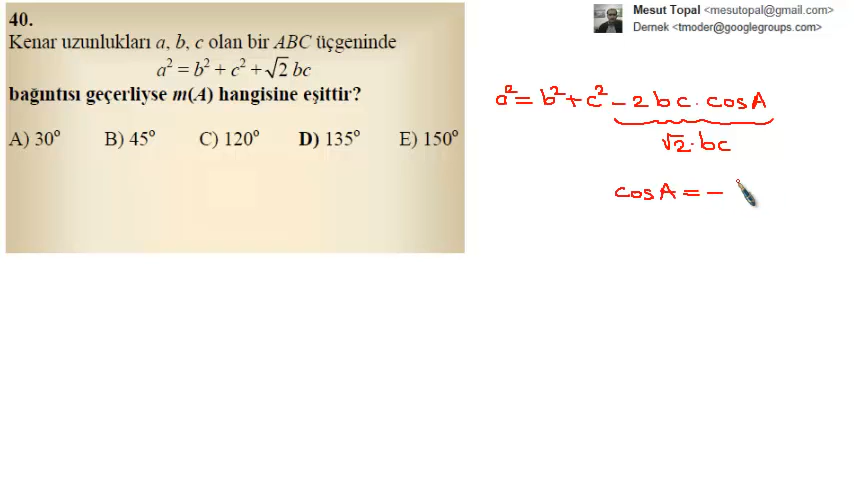 40.
Kenar uzunlukları a, b, c olan bir ABC üçgeninde
a² = b² + c² + √2 bc
bağıntısı geçerliyse m(A) hangisine eşittir?
A) 30° B) 45° C) 120° D) 135° E) 150°
Mesut Topal <mesutopal@gmail.com>
Dernek <tmoder@googlegroups.com>
a² = b² + c² - 2bc · cosA
√2 · bc
cosA = -